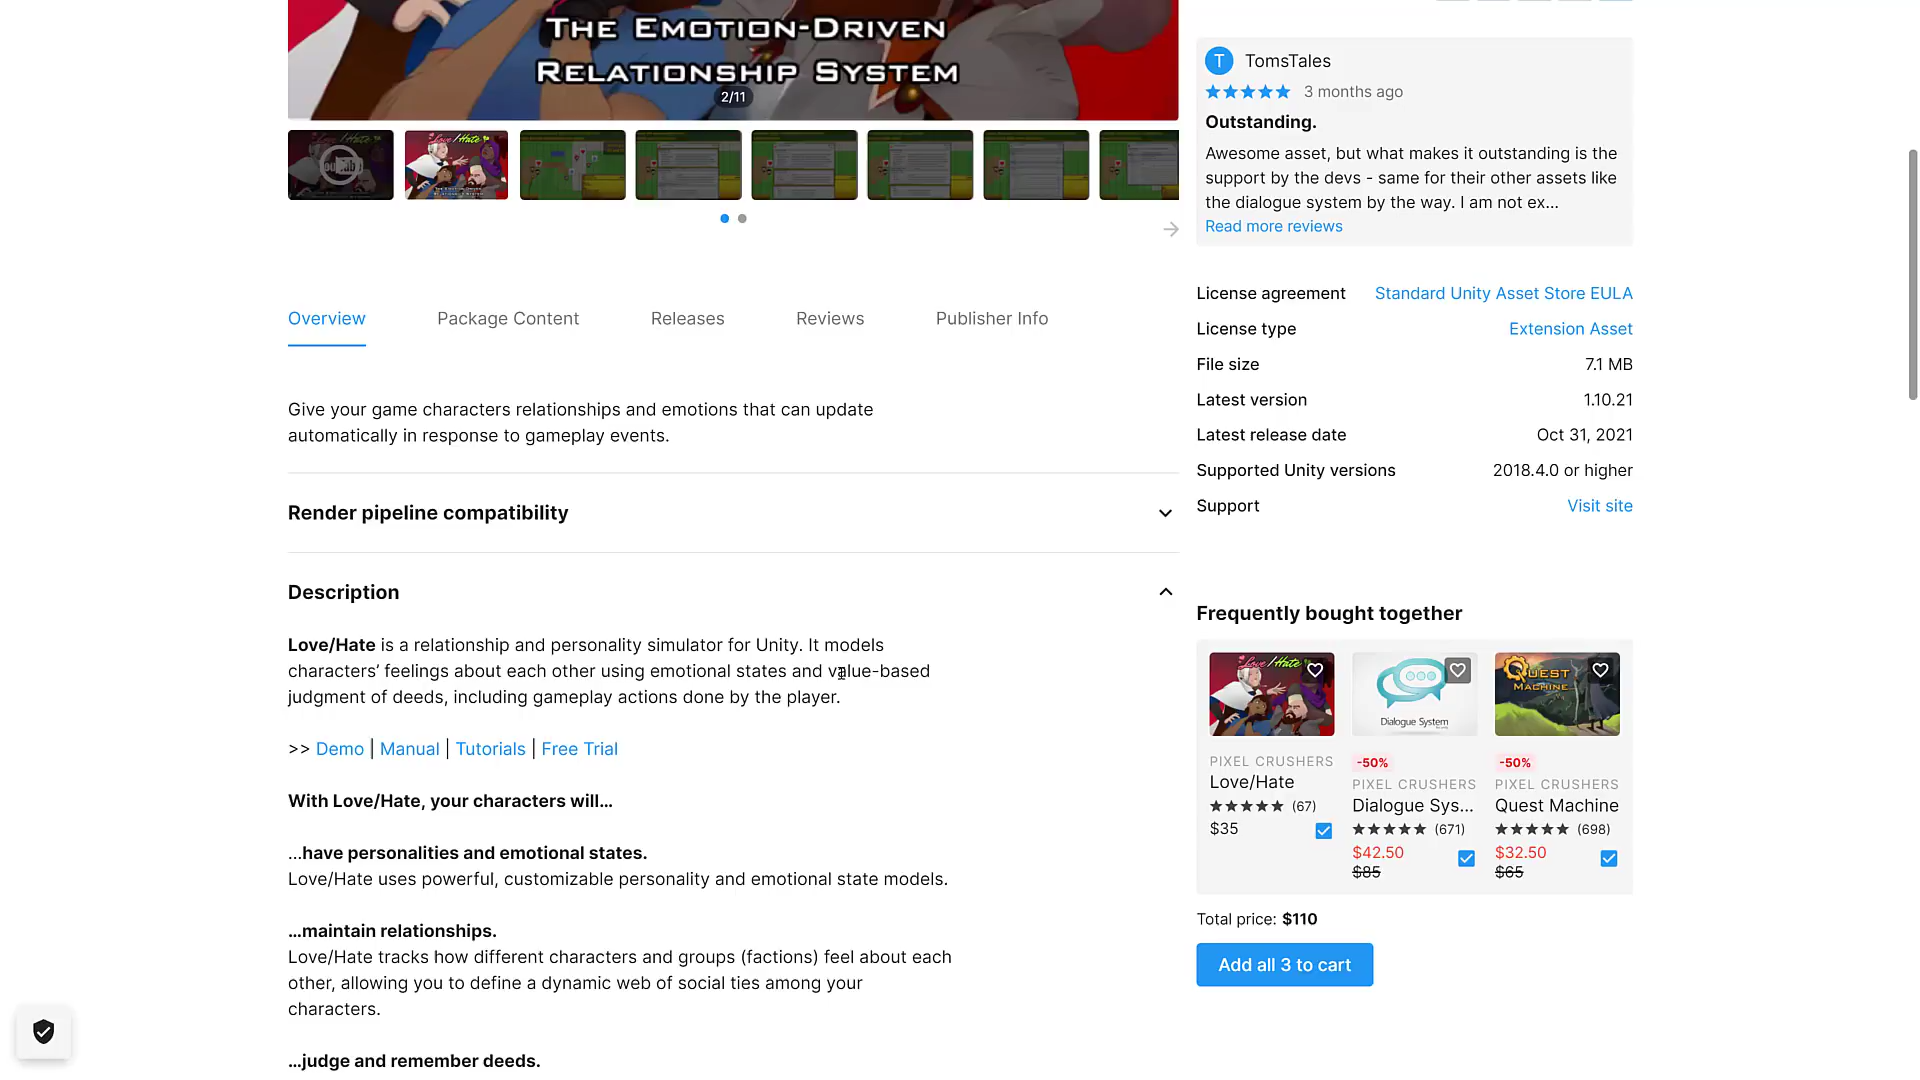 THE EMOTION-DRIVEN
RELATIONSHIP SYSTEM
2/11
Overview
Package Content
Releases
Reviews
Publisher Info
Give your game characters relationships and emotions that can update
automatically in response to gameplay events.
Render pipeline compatibility
Description
Love/Hate is a relationship and personality simulator for Unity. It models
characters’ feelings about each other using emotional states and value-based
judgment of deeds, including gameplay actions done by the player.
>> Demo | Manual | Tutorials | Free Trial
With Love/Hate, your characters will...
...have personalities and emotional states.
Love/Hate uses powerful, customizable personality and emotional state models.
...maintain relationships.
Love/Hate tracks how different characters and groups (factions) feel about each
other, allowing you to define a dynamic web of social ties among your
characters.
...judge and remember deeds.
T
TomsTales
3 months ago
Outstanding.
Awesome asset, but what makes it outstanding is the
support by the devs - same for their other assets like
the dialogue system by the way. I am not ex...
Read more reviews
License agreement Standard Unity Asset Store EULA
License type Extension Asset
File size 7.1 MB
Latest version 1.10.21
Latest release date Oct 31, 2021
Supported Unity versions 2018.4.0 or higher
Support Visit site
Frequently bought together
Love/Hate
PIXEL CRUSHERS
Love/Hate
(67)
$35
Dialogue System
-50%
PIXEL CRUSHERS
Dialogue Sys...
(671)
$42.50
$85
QUEST
MACHINE
-50%
PIXEL CRUSHERS
Quest Machine
(698)
$32.50
$65
Total price: $110
Add all 3 to cart